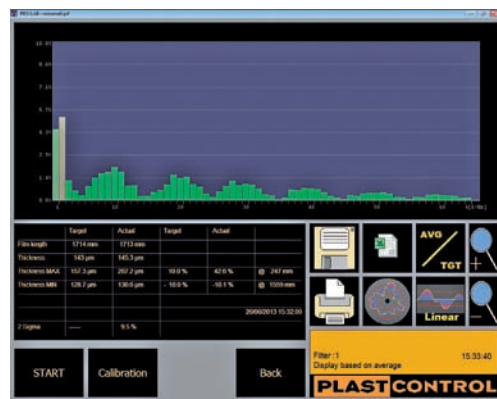 10.0%
Target Actual Target Actual
Film length 1714 mm 1713 mm
Thickness 143 µm 145.3 µm
Thickness MAX 157.3 µm 207.2 µm 10.0 % 42.6 % @ 247 mm
Thickness MIN 128.7 µm 130.6 µm - 10.0 % -10.1 % @ 1559 mm
20/06/2013 15:32:00
2 Sigma ---- 9.5 %
AVG
TGT
+
Linear
-
START Calibration Back
Filter :1 15:33:40
Display based on average
PLASTCONTROL